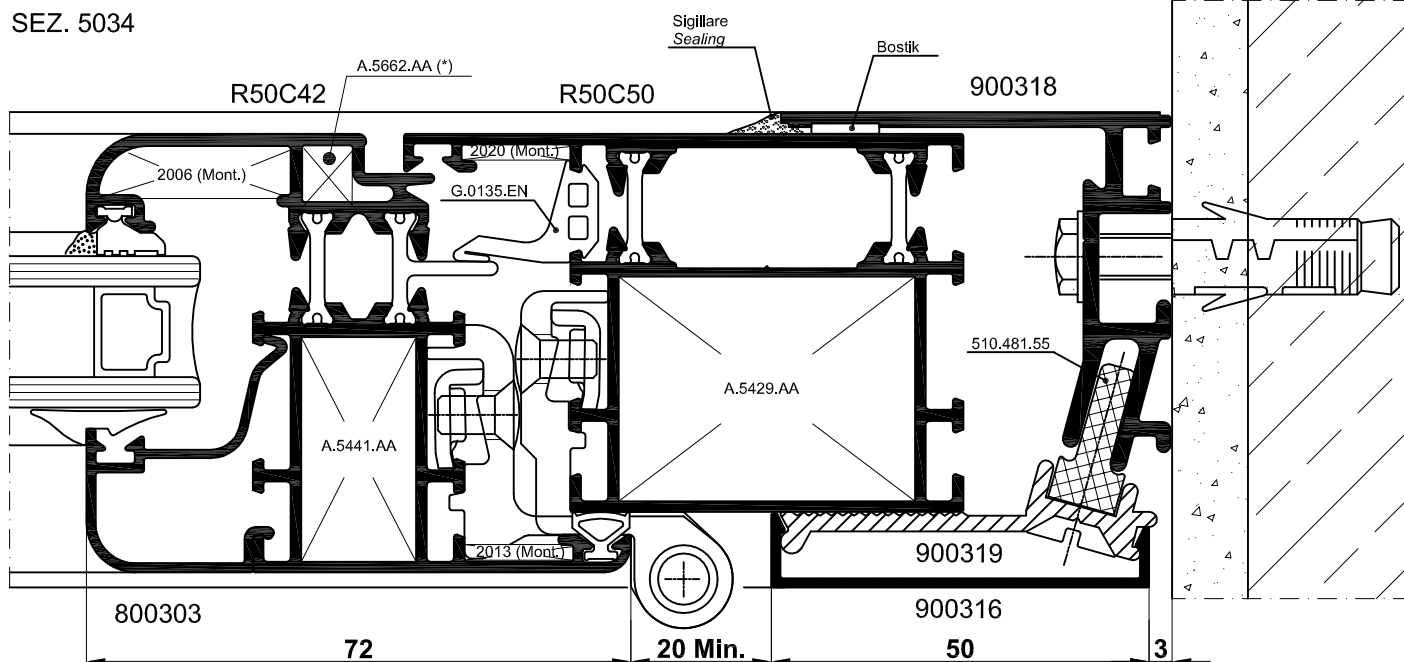 SEZ. 5034
Sigillare
Sealing
Bostik
A.5662.AA (*)
R50C42
R50C50
900318
2006 (Mont.)
2020 (Mont.)
G.0135.EN
510.481.55
A.5429.AA
A.5441.AA
2013 (Mont.)
900319
900316
800303
72
20 Min.
50
3